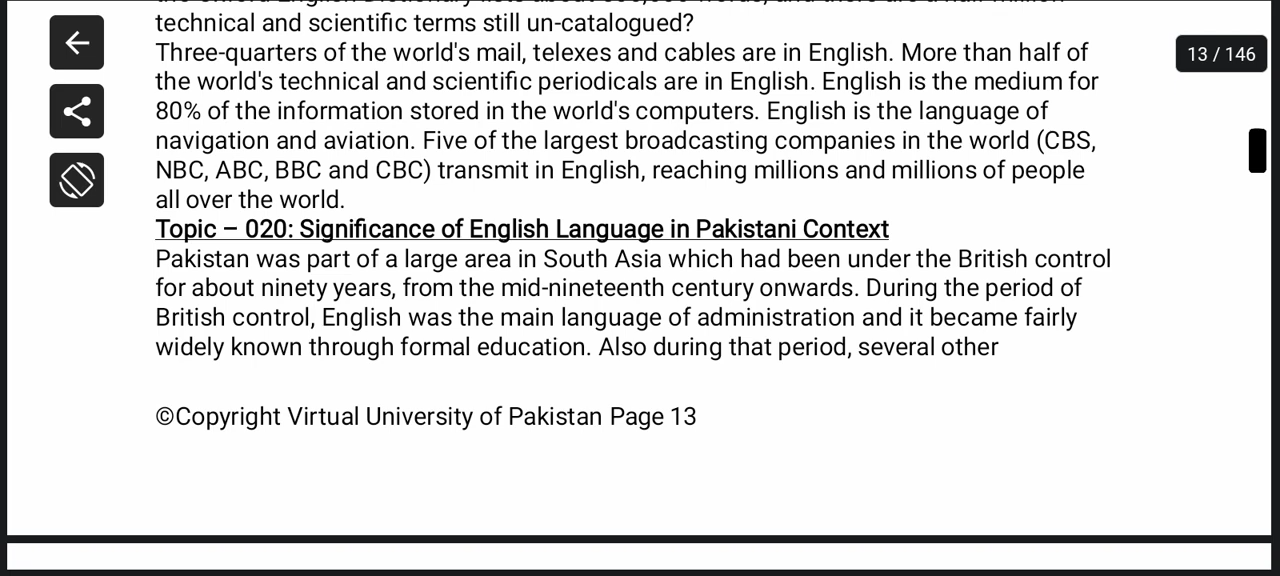 technical and scientific terms still un-catalogued?
Three-quarters of the world's mail, telexes and cables are in English. More than half of
the world's technical and scientific periodicals are in English. English is the medium for
80% of the information stored in the world's computers. English is the language of
navigation and aviation. Five of the largest broadcasting companies in the world (CBS,
NBC, ABC, BBC and CBC) transmit in English, reaching millions and millions of people
all over the world.
Topic – 020: Significance of English Language in Pakistani Context
Pakistan was part of a large area in South Asia which had been under the British control
for about ninety years, from the mid-nineteenth century onwards. During the period of
British control, English was the main language of administration and it became fairly
widely known through formal education. Also during that period, several other
©Copyright Virtual University of Pakistan Page 13
13 / 146